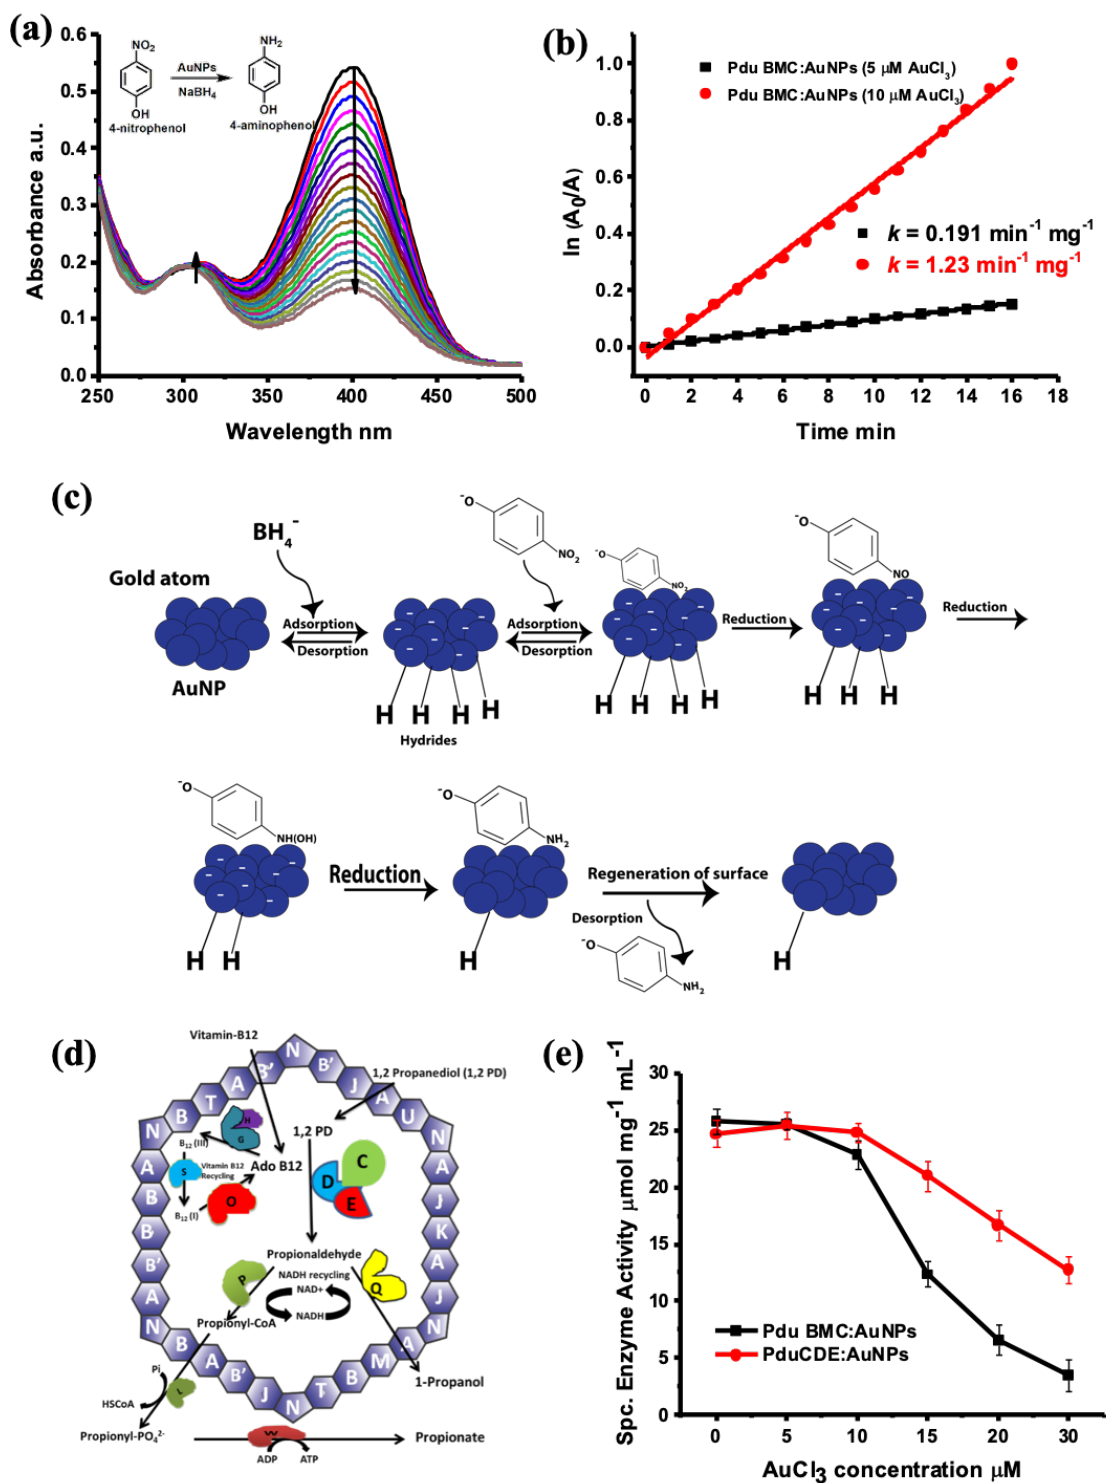 (a)
0.6
0.5
0.4
0.3
0.2
0.1
0.0
Absorbance a.u.
250 300 350 400 450 500
Wavelength nm
NO₂
OH
4-nitrophenol
AuNPs
NaBH₄
NH₂
OH
4-aminophenol
(b)
1.0
0.8
0.6
0.4
0.2
0.0
ln (A₀/A)
0 2 4 6 8 10 12 14 16 18
Time min
Pdu BMC:AuNPs (5 μM AuCl₃)
Pdu BMC:AuNPs (10 μM AuCl₃)
k = 0.191 min⁻¹ mg⁻¹
k = 1.23 min⁻¹ mg⁻¹
(c)
Gold atom
AuNP
BH₄⁻
Adsorption
Desorption
H H H H
Hydrides
⁻O
NO₂
Adsorption
Desorption
⁻O
NO₂
H H H H
Reduction
⁻O
NO
H H H
Reduction
⁻O
NH(OH)
H H
Reduction
⁻O
NH₂
H
Regeneration of surface
Desorption
⁻O
NH₂
H
(d)
Vitamin-B12
1,2 Propanediol (1,2 PD)
N B' J A U N A J K A J N A M B T N J B' A B N A B' B B A N B T A B'
H
G
B₁₂ (III)
S
Vitamin B12
Recycling
B₁₂ (I)
O
Ado B12
1,2 PD
C
D
E
Propionaldehyde
NADH recycling
NAD+
NADH
P
Q
Propionyl-CoA
1-Propanol
Pi
HSCoA
L
Propionyl-PO₄²⁻
W
ADP
ATP
Propionate
(e)
30
25
20
15
10
5
0
Spc. Enzyme Activity μmol mg⁻¹ mL⁻¹
0 5 10 15 20 30
AuCl₃ concentration μM
Pdu BMC:AuNPs
PduCDE:AuNPs